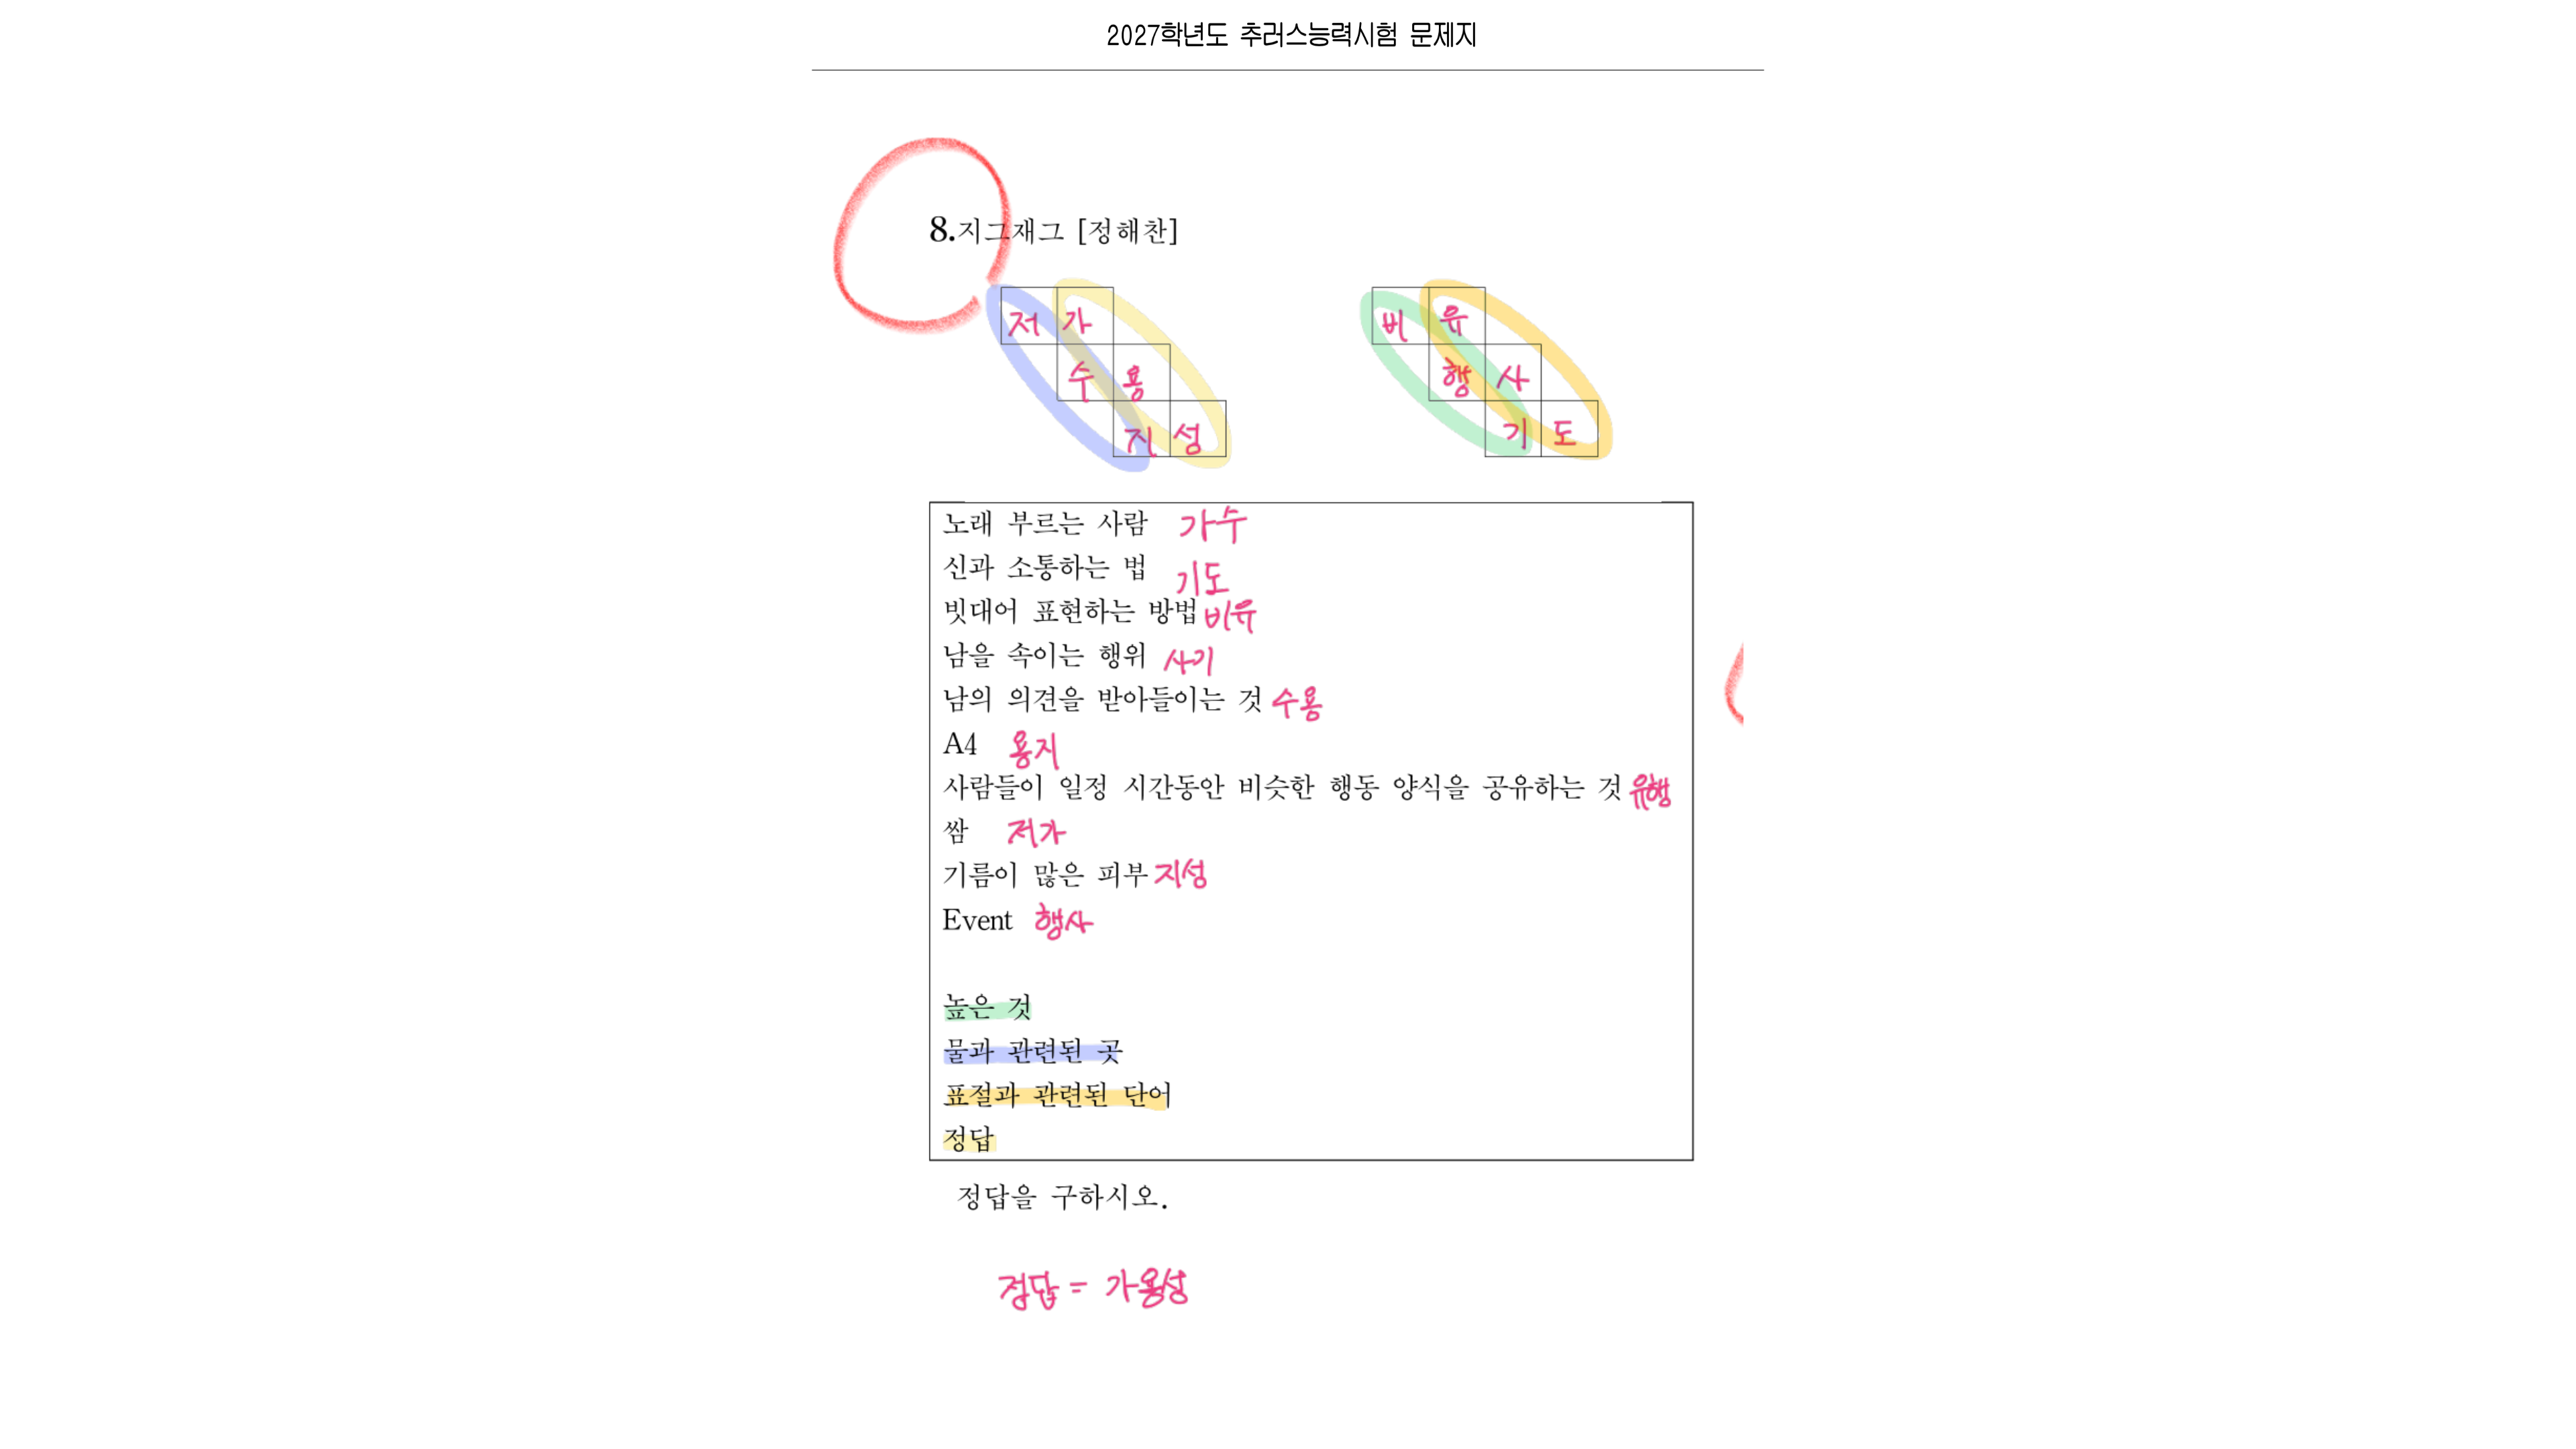 2027학년도 추러스능력시험 문제지
8.지그재그 [정해찬]
저 가 비 유
수 용 행 사
지 성 기 도
노래 부르는 사람 가수
신과 소통하는 법 기도
빗대어 표현하는 방법 비유
남을 속이는 행위 사기
남의 의견을 받아들이는 것 수용
A4 용지
사람들이 일정 시간동안 비슷한 행동 양식을 공유하는 것 유행
쌈 저가
기름이 많은 피부 지성
Event 행사
높은 것
물과 관련된 곳
표절과 관련된 단어
정답
정답을 구하시오.
정답 = 가용성